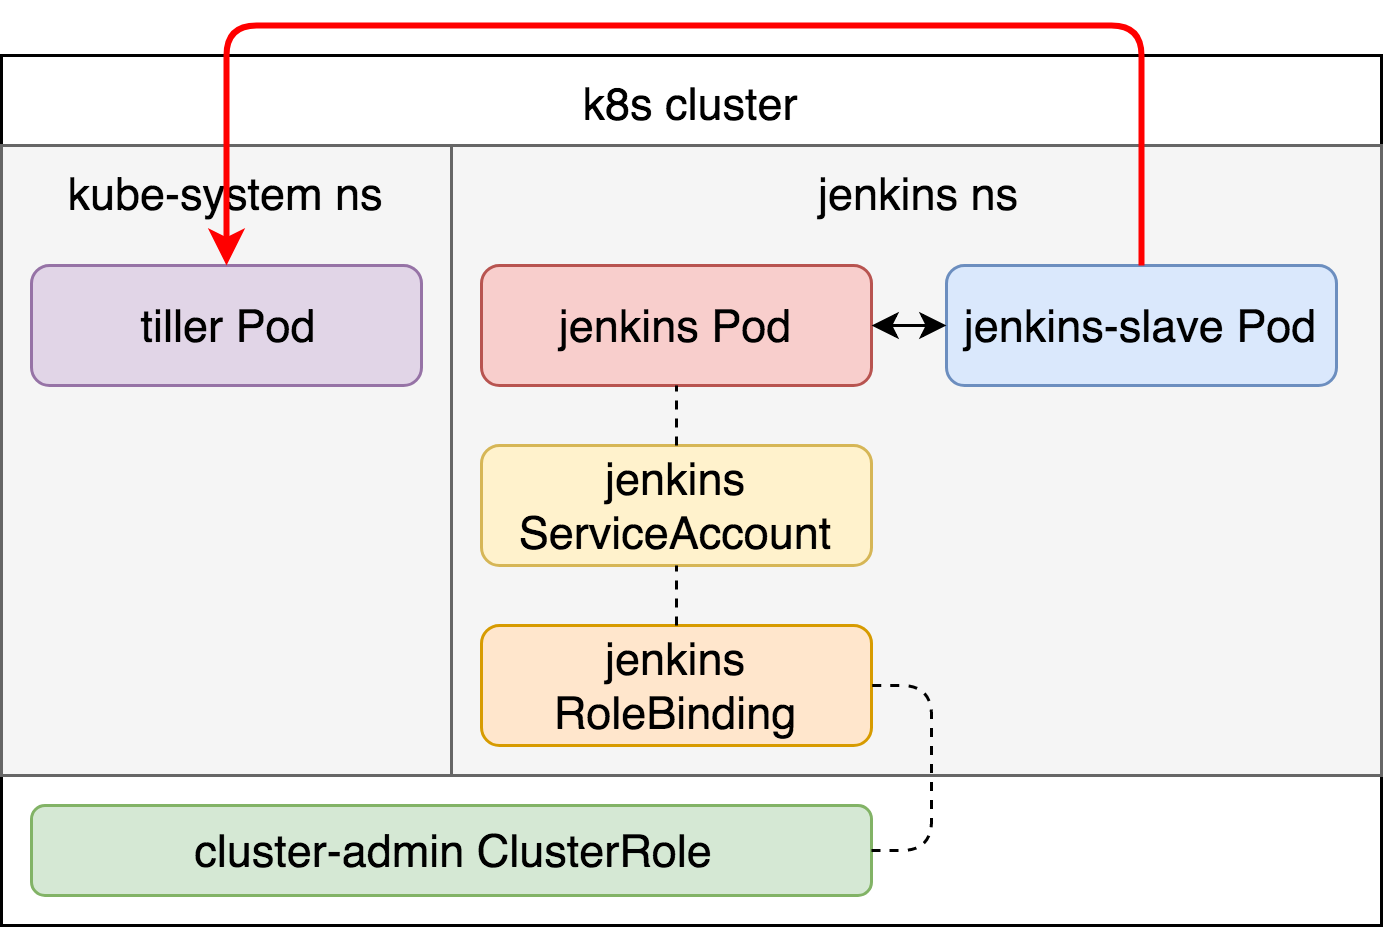 k8s cluster
kube-system ns
jenkins ns
tiller Pod
jenkins Pod
jenkins-slave Pod
jenkins
ServiceAccount
jenkins
RoleBinding
cluster-admin ClusterRole